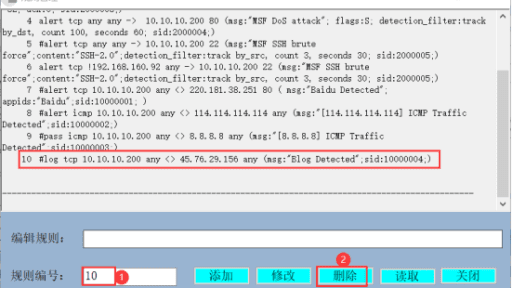 4 alert tcp any any -> 10.10.10.200 80 (msg:"MSF DoS attack"; flags:S; detection_filter:track
by_dst, count 100, seconds 60; sid:2000004;)
5 #alert tcp any any -> 10.10.10.200 22 (msg:"MSF SSH brute
force";content:"SSH-2.0";detection_filter:track by_src, count 3, seconds 30; sid:2000005;)
6 alert tcp !192.168.160.92 any -> 10.10.10.200 22 (msg:"MSF SSH brute
force";content:"SSH-2.0";detection_filter:track by_src, count 3, seconds 30; sid:2000005;)
7 #alert tcp 10.10.10.200 any <> 220.181.38.251 80 ( msg:"Baidu Detected";
appids:"Baidu";sid:10000001; )
8 #alert icmp 10.10.10.200 any <> 114.114.114.114 any (msg:"[114.114.114.114] ICMP Traffic
Detected";sid:10000002;)
9 #pass icmp 10.10.10.200 any <> 8.8.8.8 any (msg:"[8.8.8.8] ICMP Traffic
Detected";sid:10000003;)
10 #log tcp 10.10.10.200 any <> 45.76.29.156 any (msg:"Blog Detected";sid:10000004;)
编辑规则：
2
规则编号： 10 1 添加 修改 删除 读取 关闭